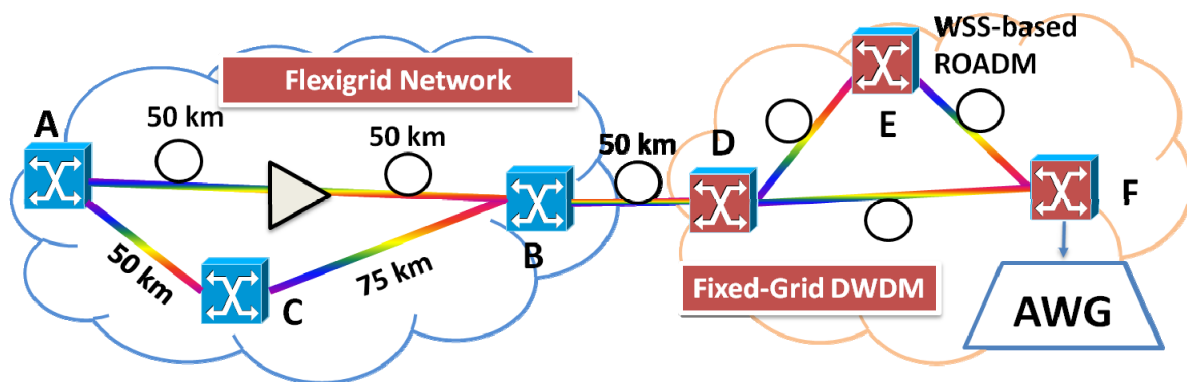 Flexigrid Network
WSS-based
ROADM
A
50 km
50 km
50 km
D
E
F
B
50 km
75 km
C
Fixed-Grid DWDM
AWG